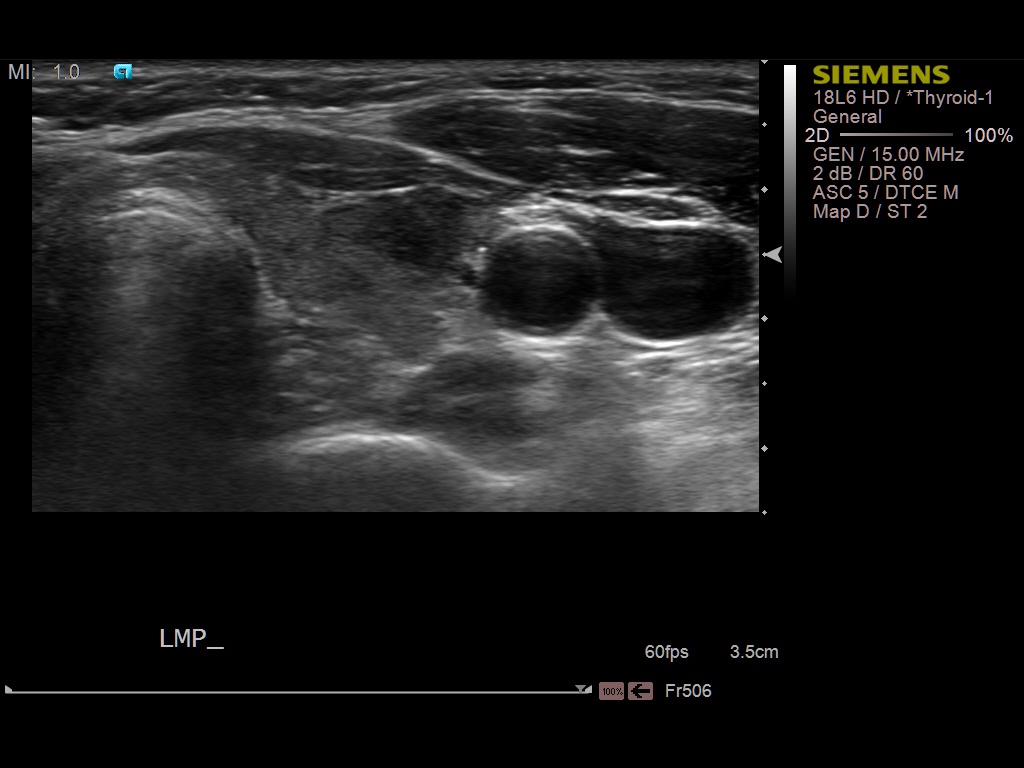 MI: 1.0
SIEMENS
18L6 HD / *Thyroid-1
General
2D 100%
GEN / 15.00 MHz
2 dB / DR 60
ASC 5 / DTCE M
Map D / ST 2
LMP_
60fps 3.5cm
100% Fr506